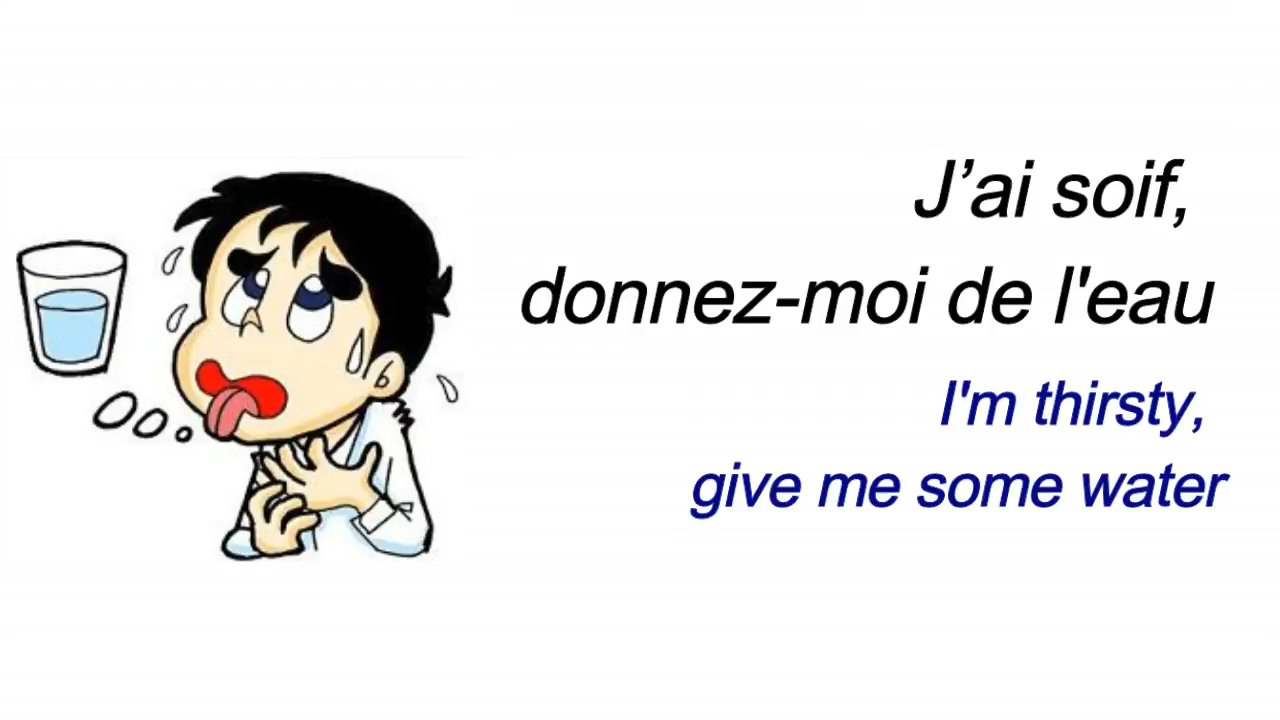 J’ai soif,
donnez-moi de l'eau
I'm thirsty,
give me some water